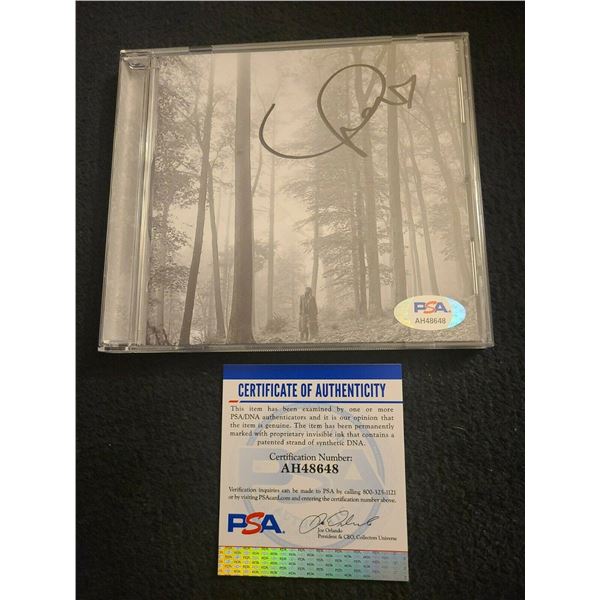 PSA
AH48648
CERTIFICATE OF AUTHENTICITY
This item has been examined by one or more
PSA/DNA authenticators and it is our opinion that
the item is genuine. The item has been permanently
marked with proprietary invisible ink that contains a
patented strand of synthetic DNA.
Certification Number:
AH48648
Verification inquiries can be made to PSA by calling 800-325-1121
or by visiting PSAcard.com and entering the certification number above.
PSA
Joe Orlando
President & CEO, Collectors Universe